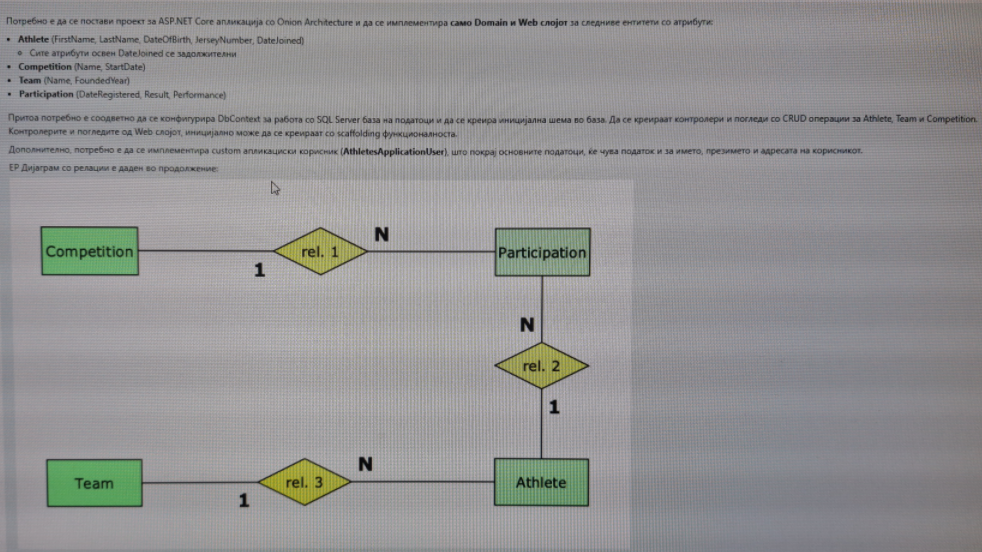 Потребно е да се постави проект за ASP.NET Core апликација со Onion Architecture и да се имплементира само Domain и Web слојот за следниве ентитети со атрибути:
• Athlete (FirstName, LastName, DateOfBirth, JerseyNumber, DateJoined)
◦ Сите атрибути освен DateJoined се задолжителни
• Competition (Name, StartDate)
• Team (Name, FoundedYear)
• Participation (DateRegistered, Result, Performance)
Притоа потребно е соодветно да се конфигурира DbContext за работа со SQL Server база на податоци и да се креира иницијална шема во база. Да се креираат контролери и погледи со CRUD операции за Athlete, Team и Competition.
Контролерите и погледите од Web слојот, иницијално може да се креираат со scaffolding функционалноста.
Дополнително, потребно е да се имплементира custom апликациски корисник (AthletesApplicationUser), што покрај основните податоци, ќе чува податок и за името, презимето и адресата на корисникот.
ЕР Дијаграм со релации е даден во продолжение:
Competition
1
rel. 1
N
Participation
N
rel. 2
1
Team
1
rel. 3
N
Athlete